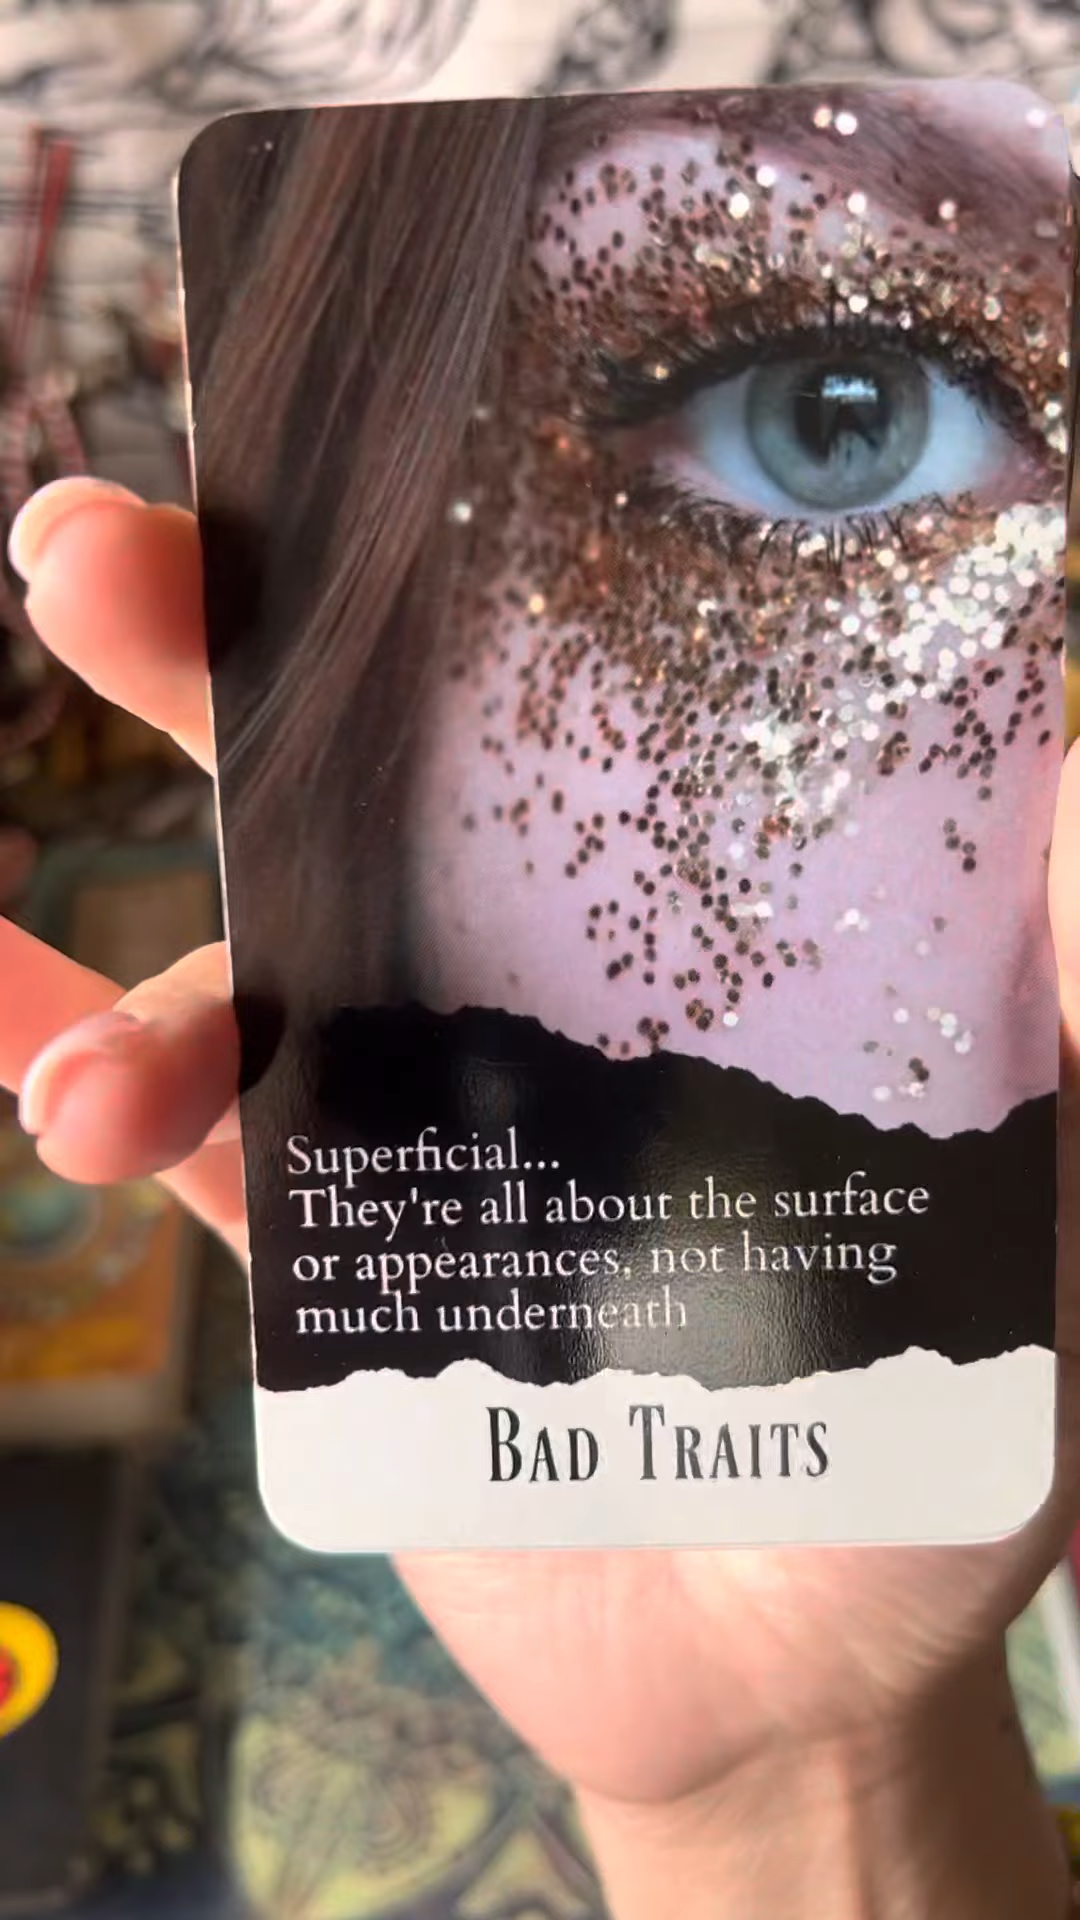 Superficial...
They're all about the surface
or appearances, not having
much underneath
BAD TRAITS